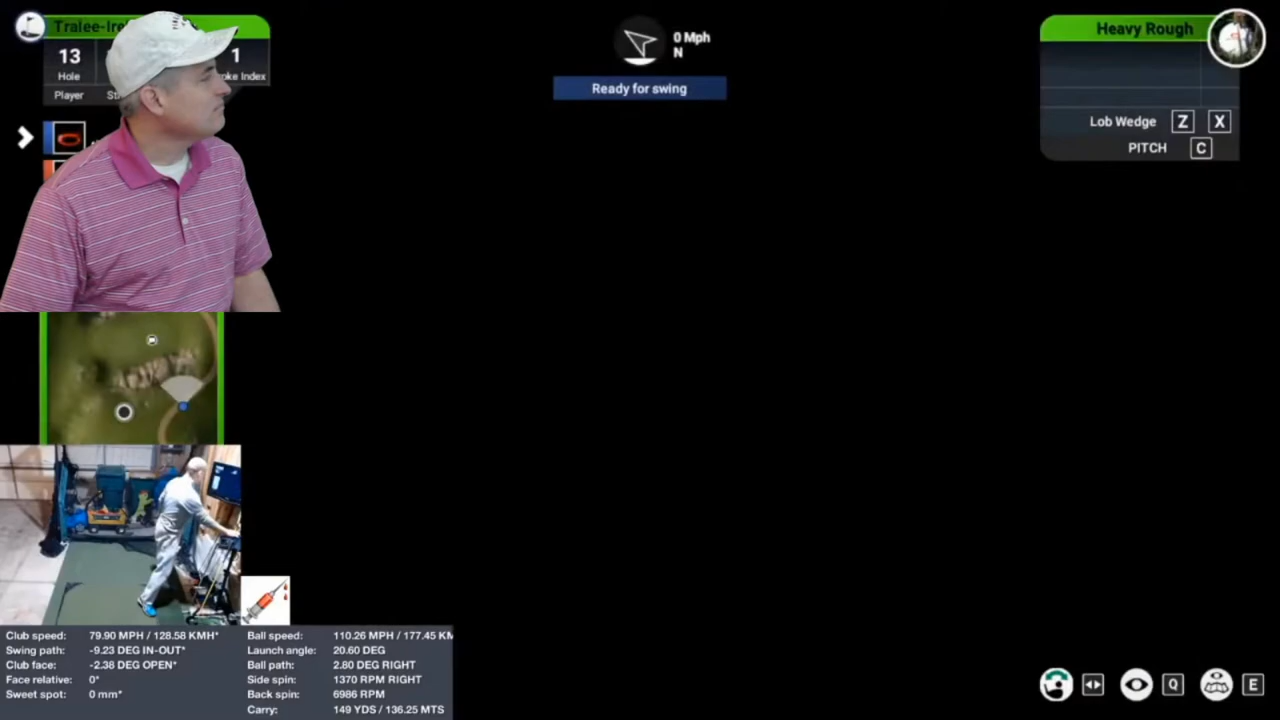 Tralee-Ire
13
1
Hole
oke Index
Player
St
0 Mph
N
Ready for swing
Heavy Rough
Lob Wedge Z X
PITCH C
Club speed: 79.90 MPH / 128.58 KMH*
Swing path: -9.23 DEG IN-OUT*
Club face: -2.38 DEG OPEN*
Face relative: 0*
Sweet spot: 0 mm*
Ball speed: 110.26 MPH / 177.45 KM
Launch angle: 20.60 DEG
Ball path: 2.80 DEG RIGHT
Side spin: 1370 RPM RIGHT
Back spin: 6986 RPM
Carry: 149 YDS / 136.25 MTS
Q
E